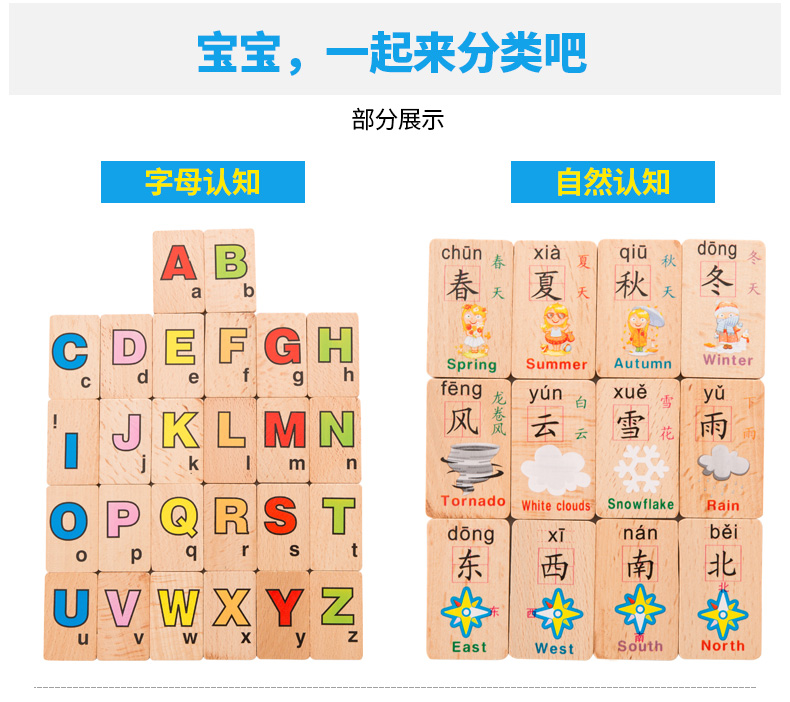 宝宝，一起来分类吧
部分展示
字母认知
自然认知
A a B b
C c D d E e F f G g H h
! I J j K k L l M m N n
O o P p Q q R r S s T t
U u V v W w X x Y y Z z
chūn 春 春天 Spring
xià 夏 夏天 Summer
qiū 秋 秋天 Autumn
dōng 冬 冬天 Winter
fēng 风 龙卷风 Tornado
yún 云 白云 White clouds
xuě 雪 雪花 Snowflake
yǔ 雨 下雨 Rain
dōng 东 东 East
xī 西 西 West
nán 南 南 South
běi 北 北 North